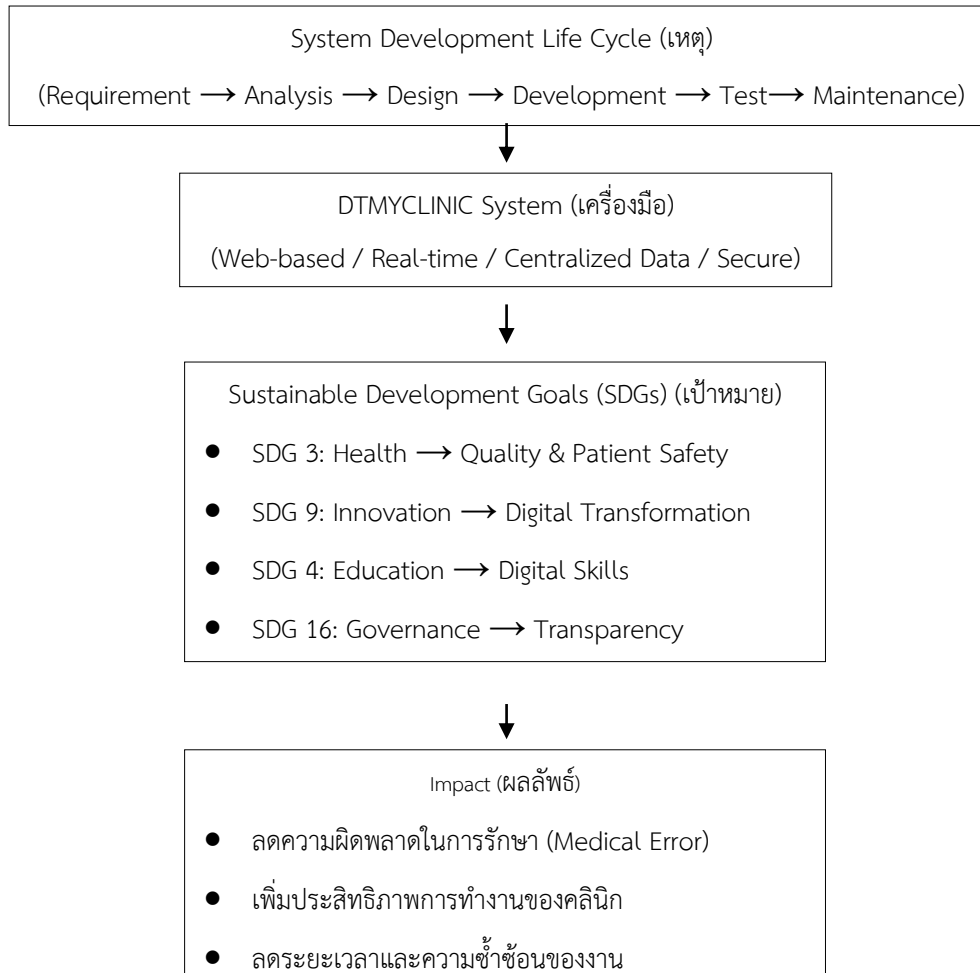 System Development Life Cycle (เหตุ)
(Requirement → Analysis → Design → Development → Test→ Maintenance)
DTMYCLINIC System (เครื่องมือ)
(Web-based / Real-time / Centralized Data / Secure)
Sustainable Development Goals (SDGs) (เป้าหมาย)
● SDG 3: Health → Quality & Patient Safety
● SDG 9: Innovation → Digital Transformation
● SDG 4: Education → Digital Skills
● SDG 16: Governance → Transparency
Impact (ผลลัพธ์)
● ลดความผิดพลาดในการรักษา (Medical Error)
● เพิ่มประสิทธิภาพการทำงานของคลินิก
● ลดระยะเวลาและความซ้ำซ้อนของงาน